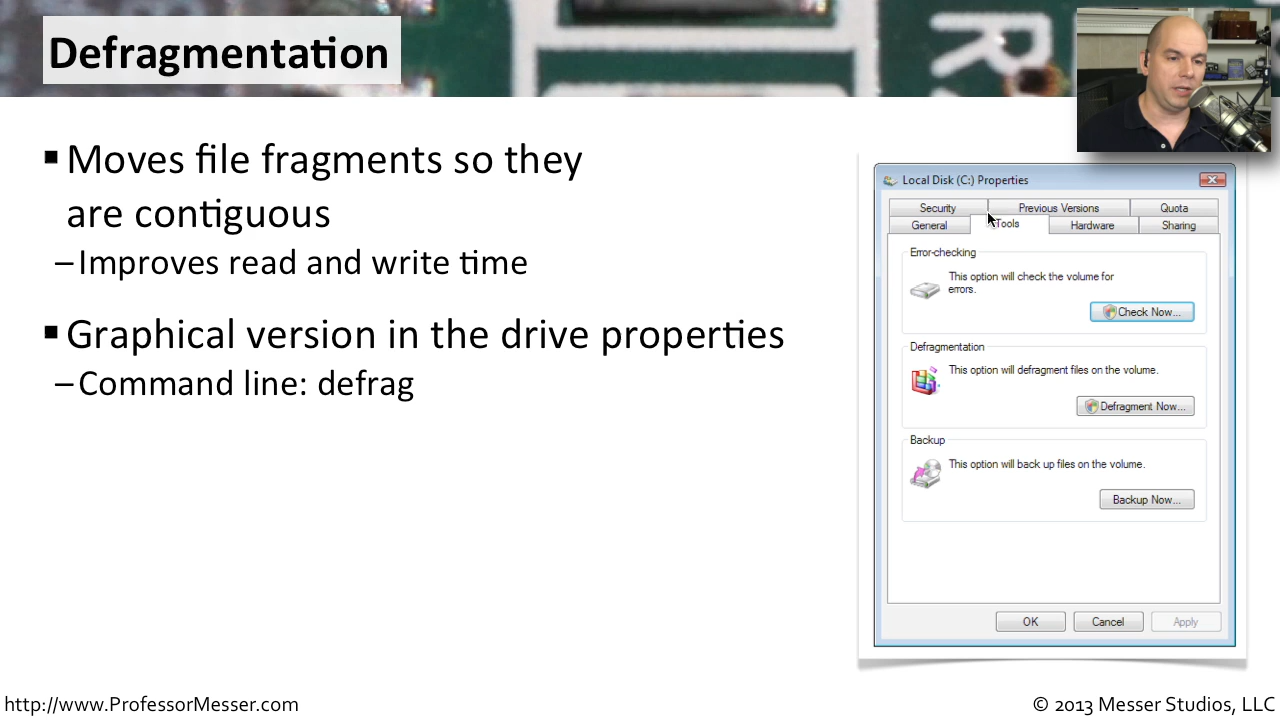 Defragmentation
▪ Moves file fragments so they
are contiguous
– Improves read and write time
▪ Graphical version in the drive properties
– Command line: defrag
Local Disk (C:) Properties
Security Previous Versions Quota
General Tools Hardware Sharing
Error-checking
This option will check the volume for
errors.
Check Now...
Defragmentation
This option will defragment files on the volume.
Defragment Now...
Backup
This option will back up files on the volume.
Backup Now...
OK Cancel Apply
http://www.ProfessorMesser.com
© 2013 Messer Studios, LLC